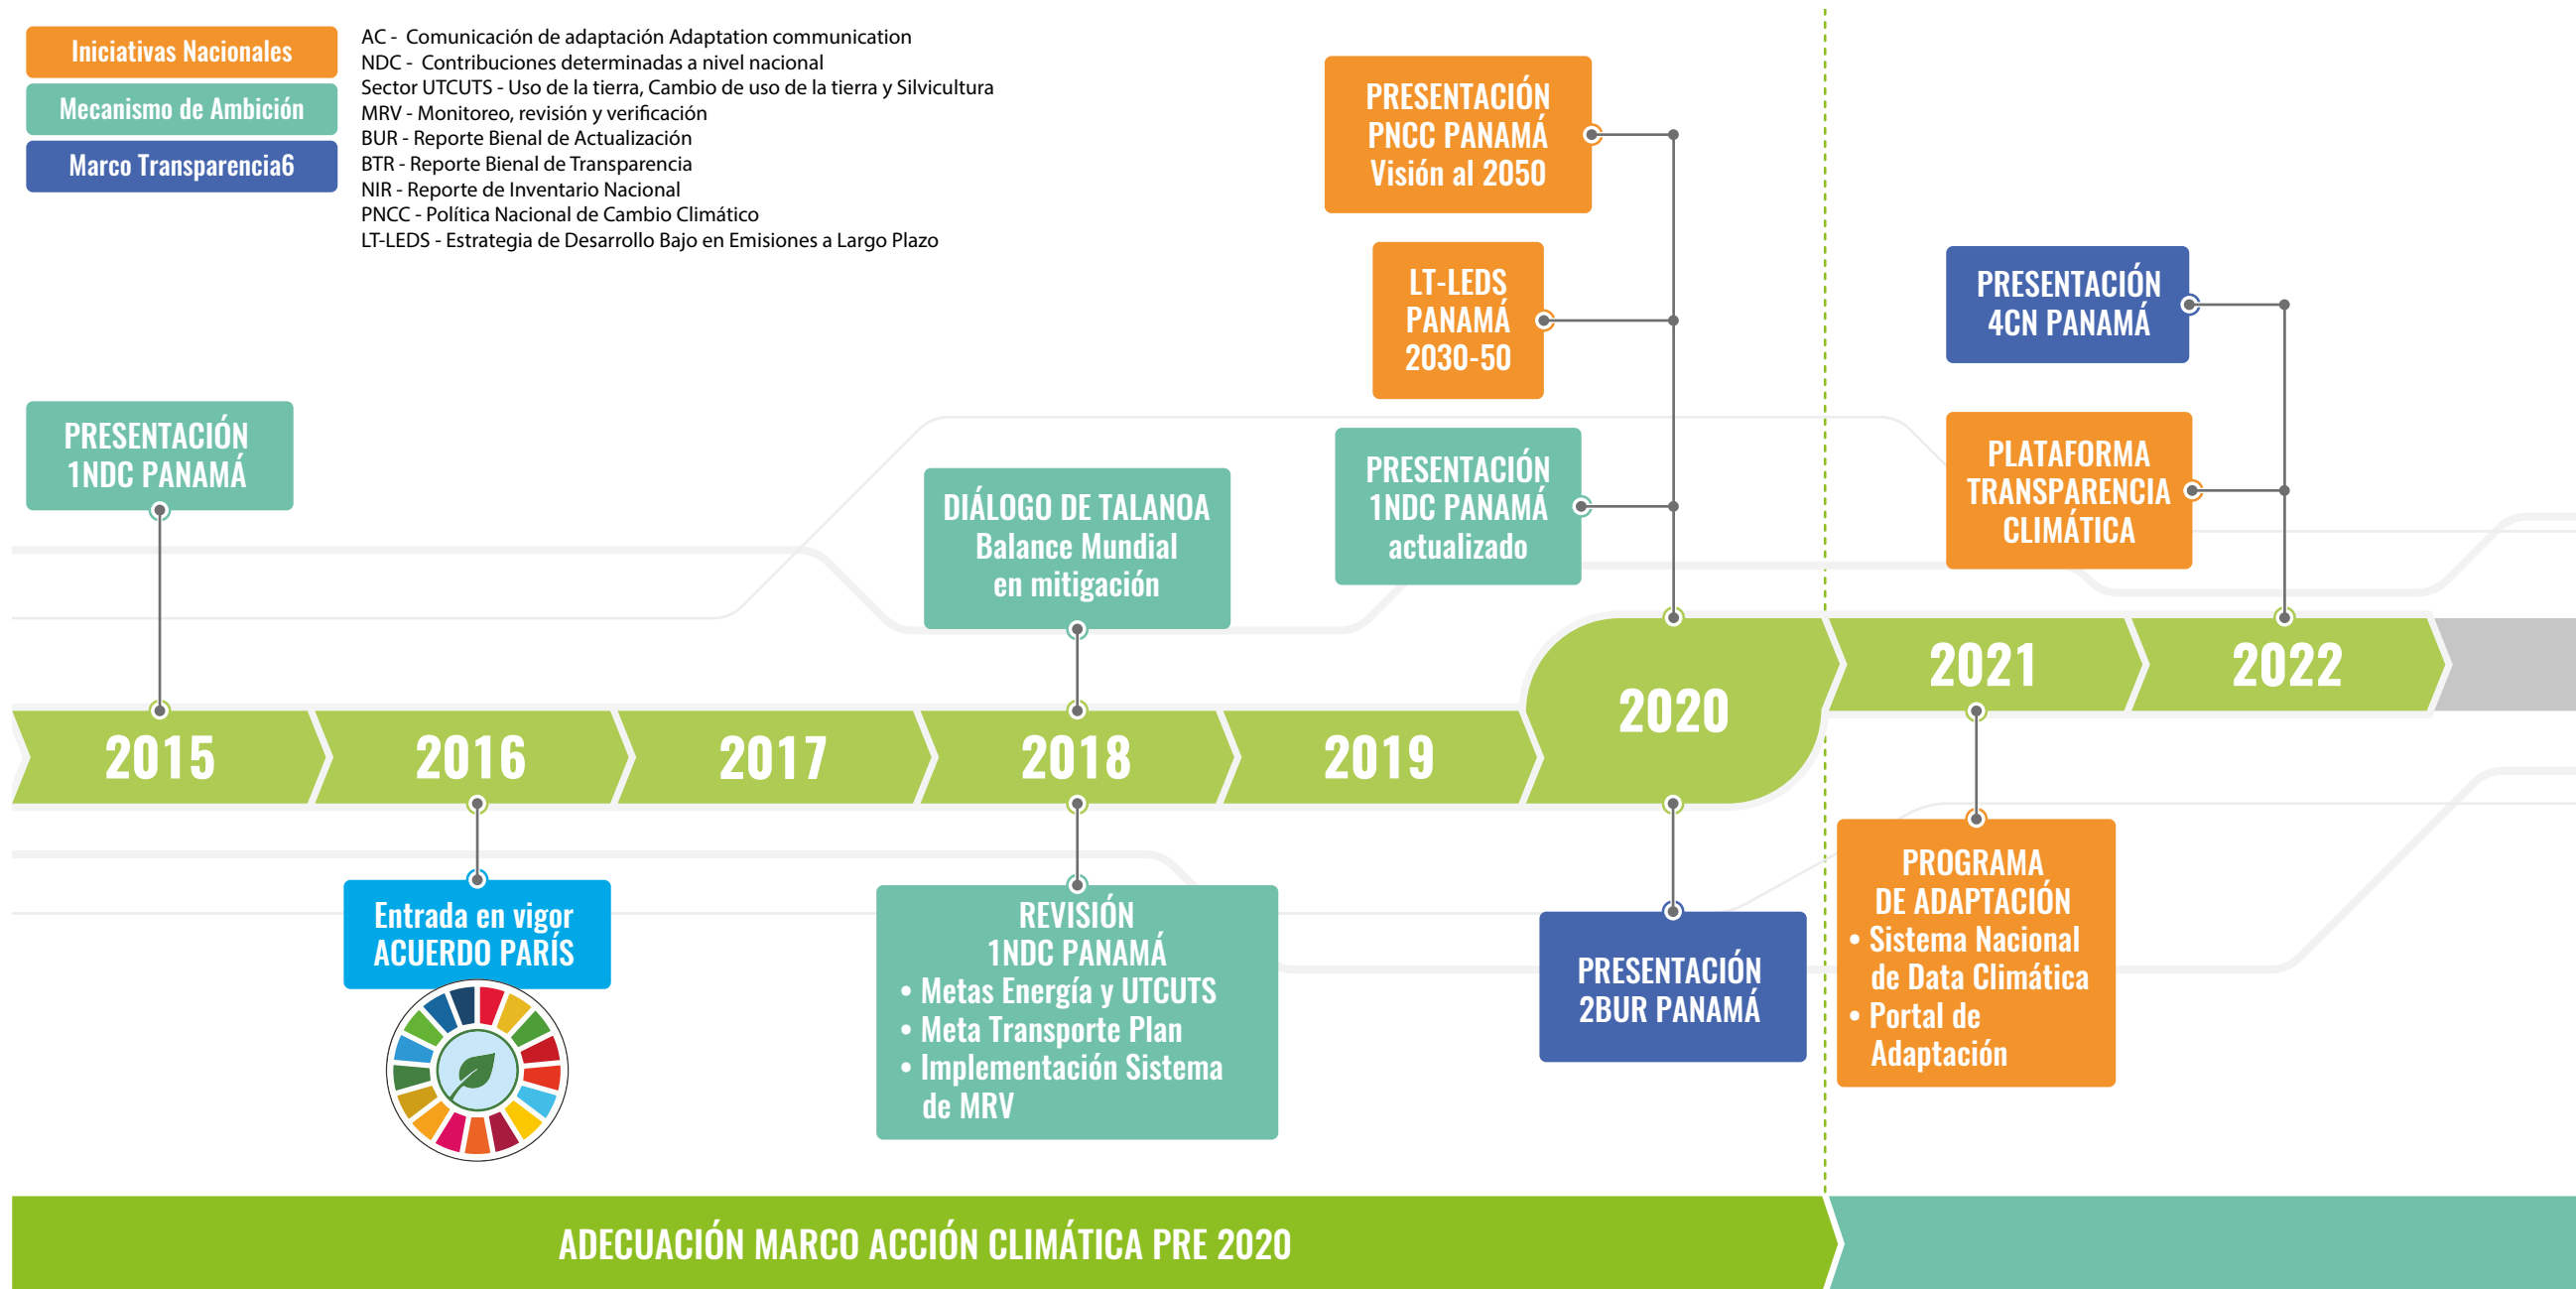 Iniciativas Nacionales
Mecanismo de Ambición
Marco Transparencia6
AC - Comunicación de adaptación Adaptation communication
NDC - Contribuciones determinadas a nivel nacional
Sector UTCUTS - Uso de la tierra, Cambio de uso de la tierra y Silvicultura
MRV - Monitoreo, revisión y verificación
BUR - Reporte Bienal de Actualización
BTR - Reporte Bienal de Transparencia
NIR - Reporte de Inventario Nacional
PNCC - Política Nacional de Cambio Climático
LT-LEDS - Estrategia de Desarrollo Bajo en Emisiones a Largo Plazo
PRESENTACIÓN
PNCC PANAMÁ
Visión al 2050
LT-LEDS
PANAMÁ
2030-50
PRESENTACIÓN
1NDC PANAMÁ
actualizado
PRESENTACIÓN
4CN PANAMÁ
PLATAFORMA
TRANSPARENCIA
CLIMÁTICA
PRESENTACIÓN
1NDC PANAMÁ
DIÁLOGO DE TALANOA
Balance Mundial
en mitigación
2015
2016
2017
2018
2019
2020
2021
2022
Entrada en vigor
ACUERDO PARÍS
REVISIÓN
1NDC PANAMÁ
• Metas Energía y UTCUTS
• Meta Transporte Plan
• Implementación Sistema
de MRV
PRESENTACIÓN
2BUR PANAMÁ
PROGRAMA
DE ADAPTACIÓN
• Sistema Nacional
de Data Climática
• Portal de
Adaptación
ADECUACIÓN MARCO ACCIÓN CLIMÁTICA PRE 2020